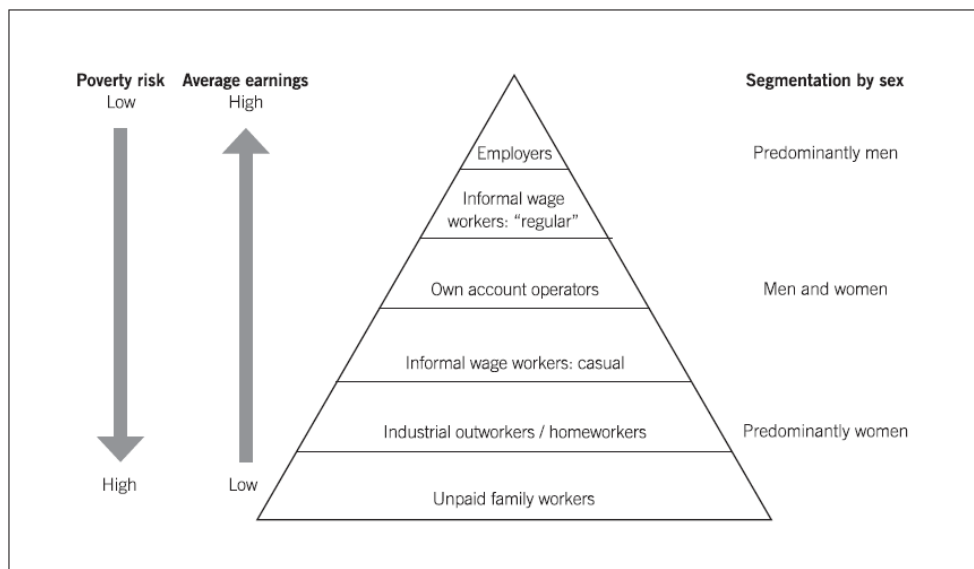 Poverty risk
Low
Average earnings
High
Segmentation by sex
Employers
Predominantly men
Informal wage
workers: “regular”
Own account operators
Men and women
Informal wage workers: casual
Industrial outworkers / homeworkers
Predominantly women
High
Low
Unpaid family workers